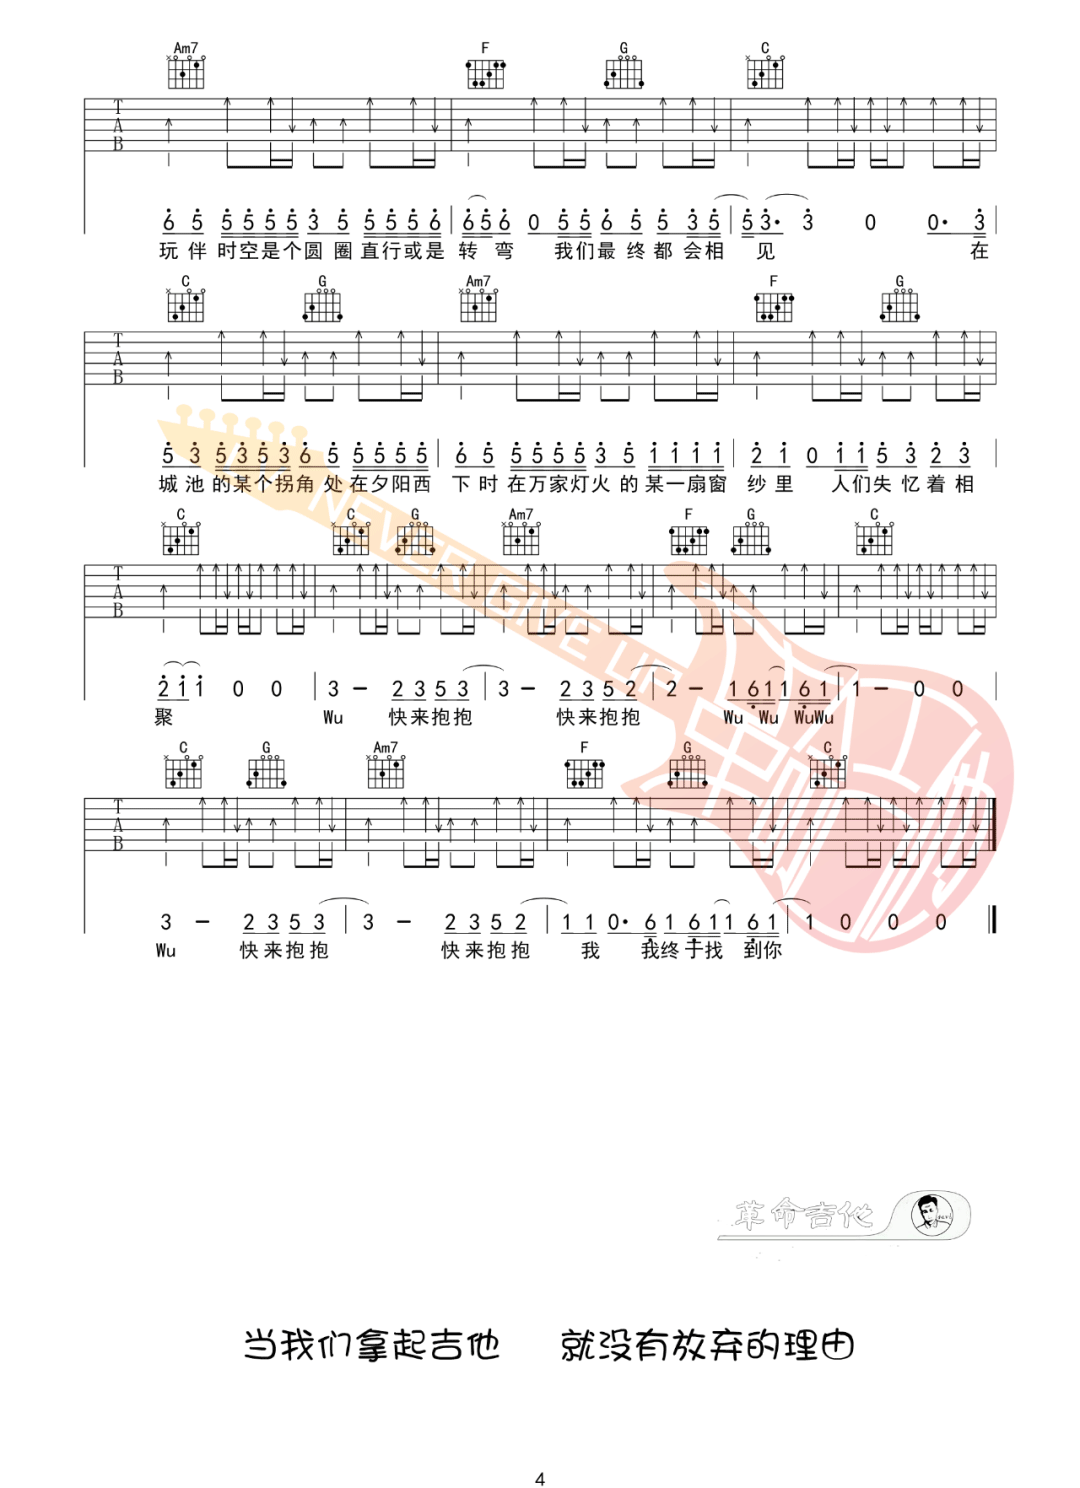 Am7 F G C
T
A
B
6 5 5 5 5 5 3 5 5 5 5 6 6 5 6 0 5 5 6 5 5 3 5 5 3· 3 0 0· 3
玩伴时空是个圆圈直行或是转弯 我们最终都会相见 在
C G Am7 F G
T
A
B
5 3 5 3 5 3 6 5 5 5 5 5 6 5 5 5 5 5 3 5 1 1 1 1 2 1 0 1 1 5 3 2 3
城池的某个拐角处在夕阳西下时在万家灯火的某一扇窗纱里 人们失忆着相
C C G Am7 F G C
T
A
B
2 1 1 0 0 3 – 2 3 5 3 3 – 2 3 5 2 2 – 1 6 1 1 6 1 1 – 0 0
聚 Wu 快来抱抱 快来抱抱 Wu Wu WuWu
C G Am7 F G C
T
A
B
3 – 2 3 5 3 3 – 2 3 5 2 1 1 0· 6 1 6 1 1 6 1 1 0 0 0
Wu 快来抱抱 快来抱抱 我 我终于找到你
NEVER GIVE UP
革命吉他
当我们拿起吉他 就没有放弃的理由
4